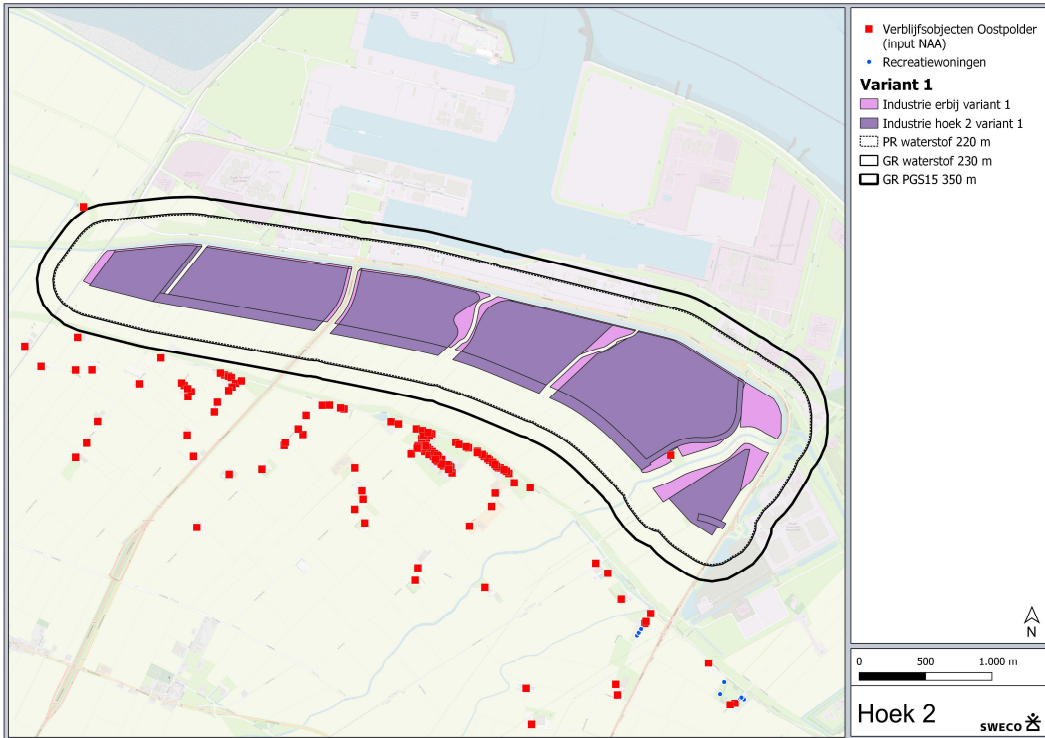 Verblijfsobjecten Oostpolder
(input NAA)
Recreatiewoningen
Variant 1
Industrie erbij variant 1
Industrie hoek 2 variant 1
PR waterstof 220 m
GR waterstof 230 m
GR PGS15 350 m
N
0 500 1.000 m
Hoek 2
SWECO